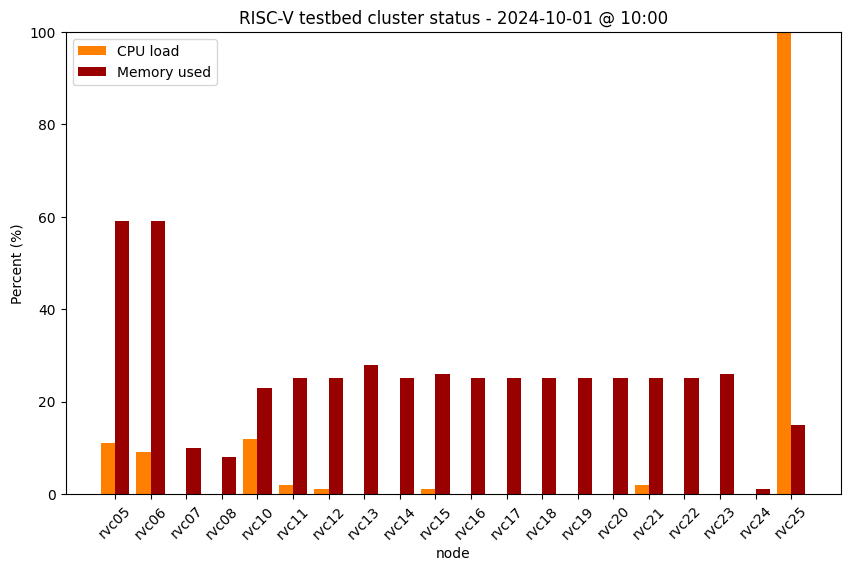 RISC-V testbed cluster status - 2024-10-01 @ 10:00
CPU load
Memory used
Percent (%)
100
80
60
40
20
0
rvc05
rvc06
rvc07
rvc08
rvc10
rvc11
rvc12
rvc13
rvc14
rvc15
rvc16
rvc17
rvc18
rvc19
rvc20
rvc21
rvc22
rvc23
rvc24
rvc25
node